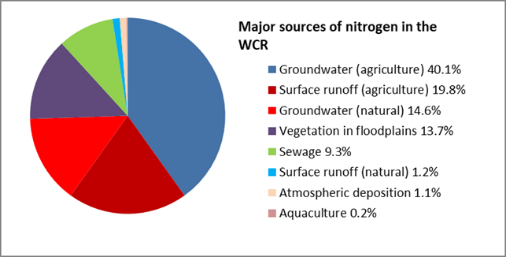 Major sources of nitrogen in the
WCR
Groundwater (agriculture) 40.1%
Surface runoff (agriculture) 19.8%
Groundwater (natural) 14.6%
Vegetation in floodplains 13.7%
Sewage 9.3%
Surface runoff (natural) 1.2%
Atmospheric deposition 1.1%
Aquaculture 0.2%